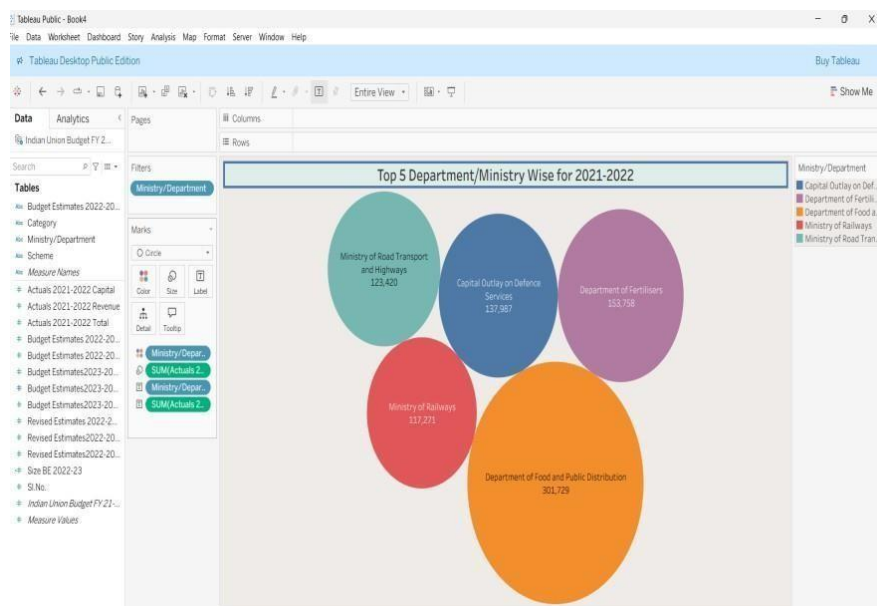 Tableau Public - Book4
File Data Worksheet Dashboard Story Analysis Map Format Server Window Help
Tableau Desktop Public Edition
Buy Tableau
Entire View
Show Me
Data
Analytics
Indian Union Budget FY 2...
Search
Tables
Abc Budget Estimates 2022-20...
Abc Category
Abc Ministry/Department
Abc Scheme
Abc Measure Names
# Actuals 2021-2022 Capital
# Actuals 2021-2022 Revenue
# Actuals 2021-2022 Total
# Budget Estimates 2022-20...
# Budget Estimates 2022-20...
# Budget Estimates2023-20...
# Budget Estimates2023-20...
# Budget Estimates2023-20...
# Revised Estimates 2022-2...
# Revised Estimates2022-20...
# Revised Estimates2022-20...
Size BE 2022-23
# Sl.No.
# Indian Union Budget FY 21-...
# Measure Values
Pages
Filters
Ministry/Department
Marks
Circle
Color
Size
Label
Detail
Tooltip
Ministry/Depar..
SUM(Actuals 2..
Ministry/Depar..
SUM(Actuals 2..
Columns
Rows
Top 5 Department/Ministry Wise for 2021-2022
Ministry of Road Transport
and Highways
123,420
Capital Outlay on Defence
Services
137,987
Department of Fertilisers
153,758
Ministry of Railways
117,271
Department of Food and Public Distribution
301,729
Ministry/Department
Capital Outlay on Def..
Department of Fertili..
Department of Food a..
Ministry of Railways
Ministry of Road Tran..